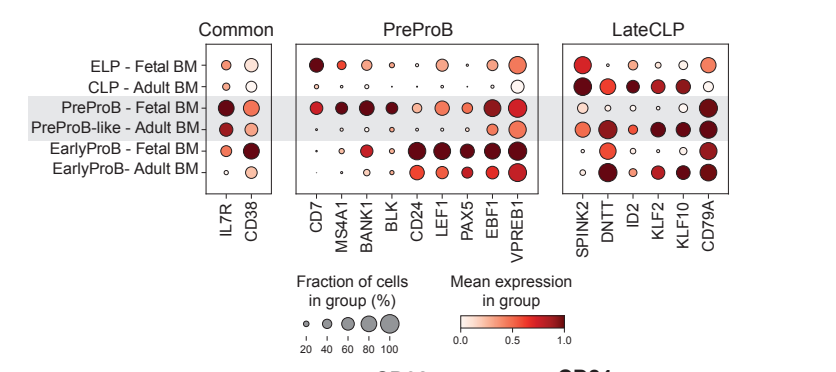 Common PreProB LateCLP
ELP - Fetal BM
CLP - Adult BM
PreProB - Fetal BM
PreProB-like - Adult BM
EarlyProB - Fetal BM
EarlyProB- Adult BM
IL7R CD38 CD7 MS4A1 BANK1 BLK CD24 LEF1 PAX5 EBF1 VPREB1 SPINK2 DNTT ID2 KLF2 KLF10 CD79A
Fraction of cells Mean expression
in group (%) in group
20 40 60 80 100 0.0 0.5 1.0